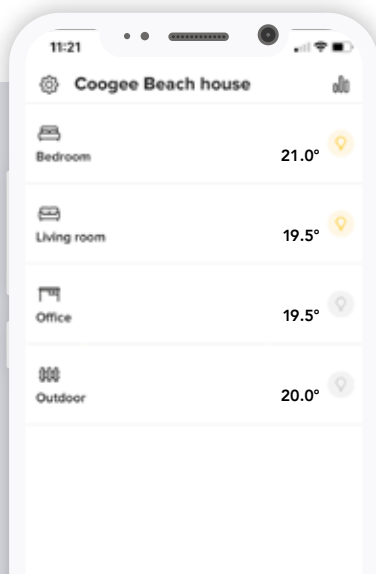 11:21
Coogee Beach house
Bedroom
21.0°
Living room
19.5°
Office
19.5°
Outdoor
20.0°